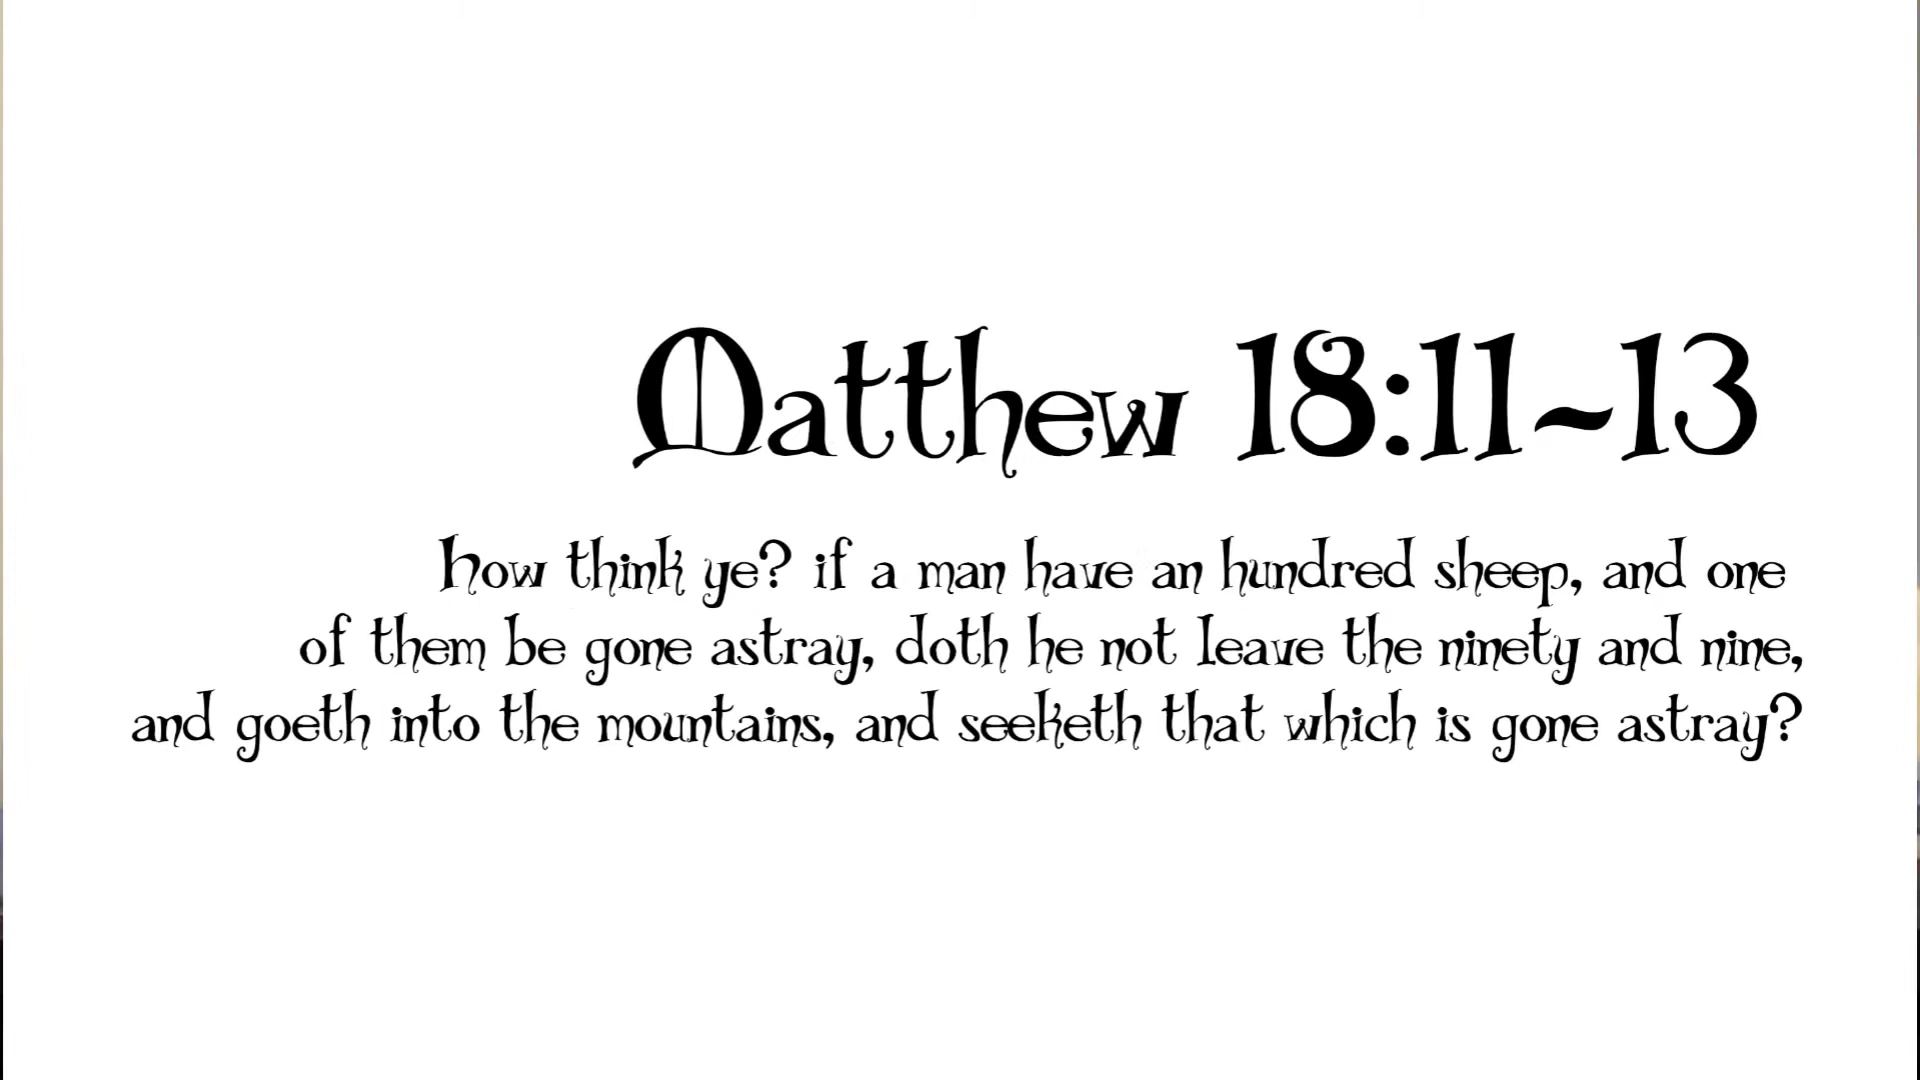 Matthew 18:11~13
How think ye? if a man have an hundred sheep, and one
of them be gone astray, doth he not leave the ninety and nine,
and goeth into the mountains, and seeketh that which is gone astray?